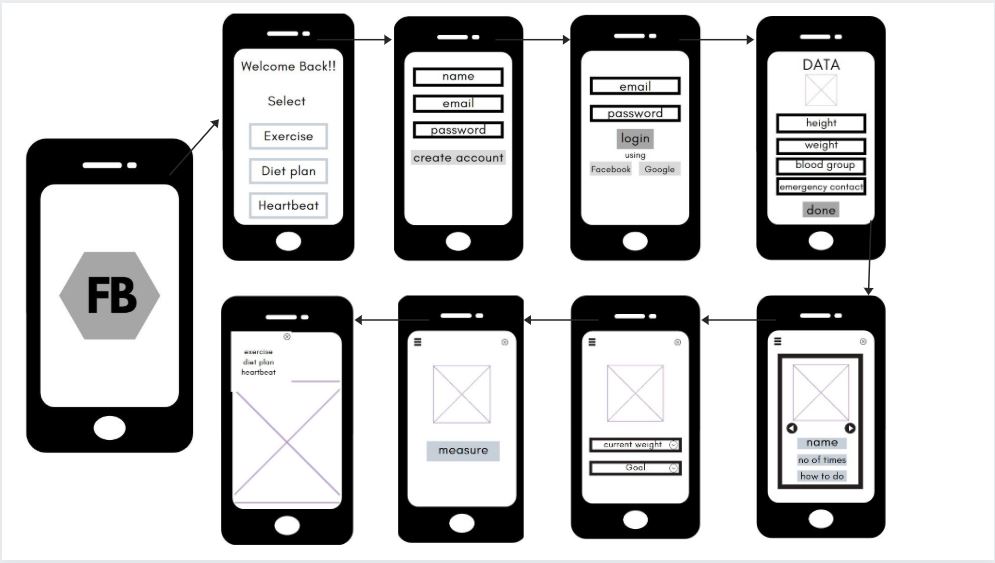 FB
Welcome Back!!
Select
Exercise
Diet plan
Heartbeat
name
email
password
create account
email
password
login
using
Facebook Google
DATA
height
weight
blood group
emergency contact
done
name
no of times
how to do
current weight
Goal
measure
exercise
diet plan
heartbeat